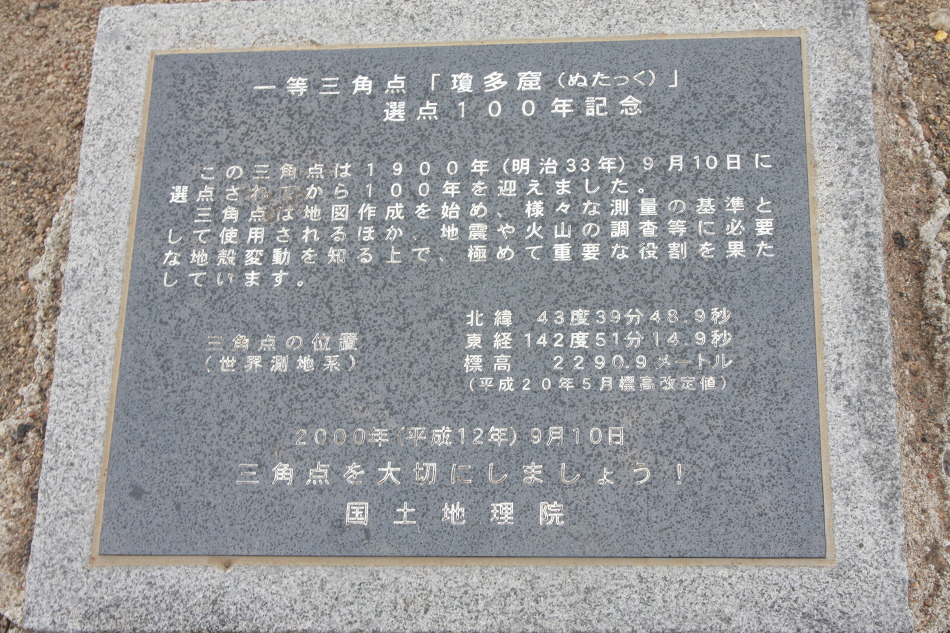 一等三角点「瓊多窟（ぬたっく）」
選点１００年記念
この三角点は１９００年（明治33年）９月10日に
選点されてから１００年を迎えました。
三角点は地図作成を始め、様々な測量の基準と
して使用されるほか、地震や火山の調査等に必要
な地殻変動を知る上で、極めて重要な役割を果た
しています。
三角点の位置
（世界測地系）
北緯　43度39分48.9秒
東経 142度51分14.9秒
標高　２２９０.９メートル
（平成２０年５月標高改定値）
２０００年（平成12年）９月10日
三角点を大切にしましょう！
国土地理院